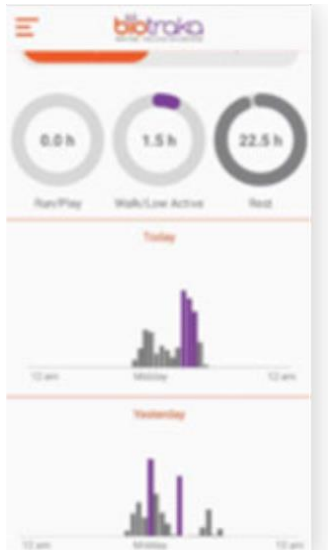 biotraka
0.0 h 1.5 h 22.5 h
Run/Play Walk/Low Active Rest
Today
12 am Midday 12 am
Yesterday
12 am Midday 12 am